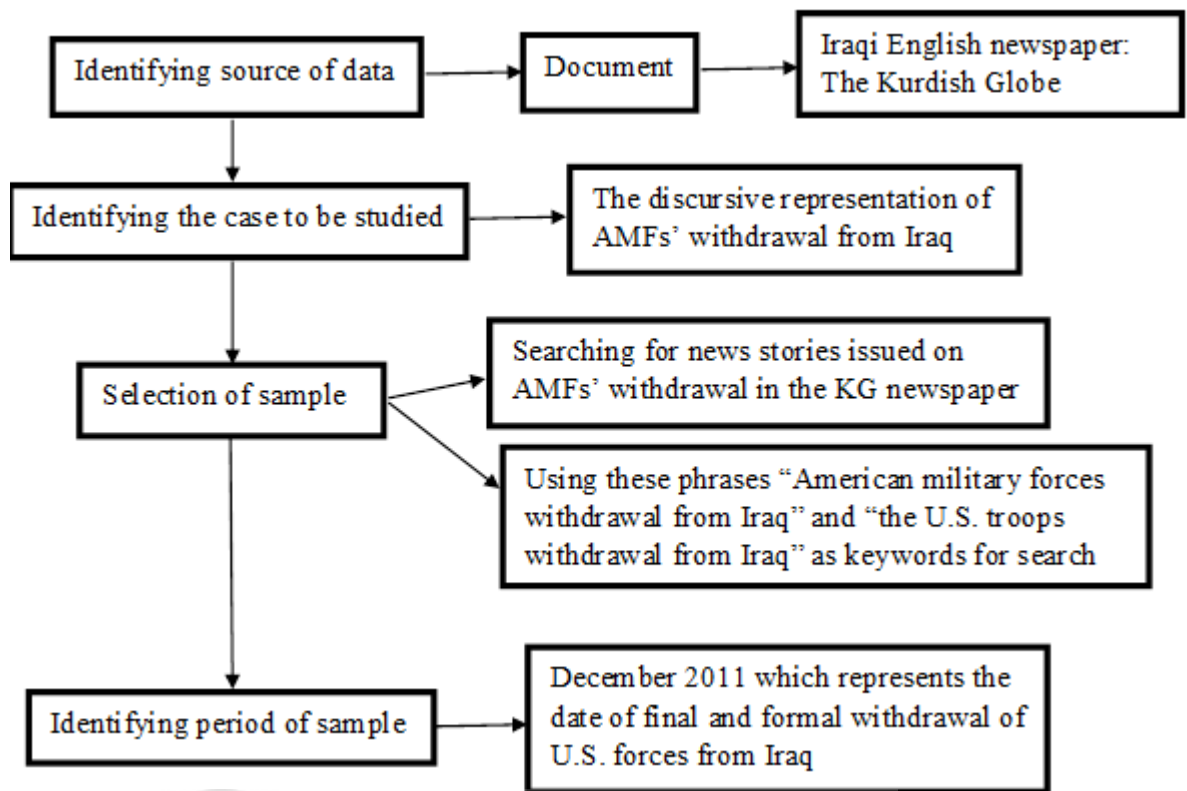 Identifying source of data
Document
Iraqi English newspaper:
The Kurdish Globe
Identifying the case to be studied
The discursive representation of
AMFs’ withdrawal from Iraq
Selection of sample
Searching for news stories issued on
AMFs’ withdrawal in the KG newspaper
Using these phrases “American military forces
withdrawal from Iraq” and “the U.S. troops
withdrawal from Iraq” as keywords for search
Identifying period of sample
December 2011 which represents the
date of final and formal withdrawal of
U.S. forces from Iraq